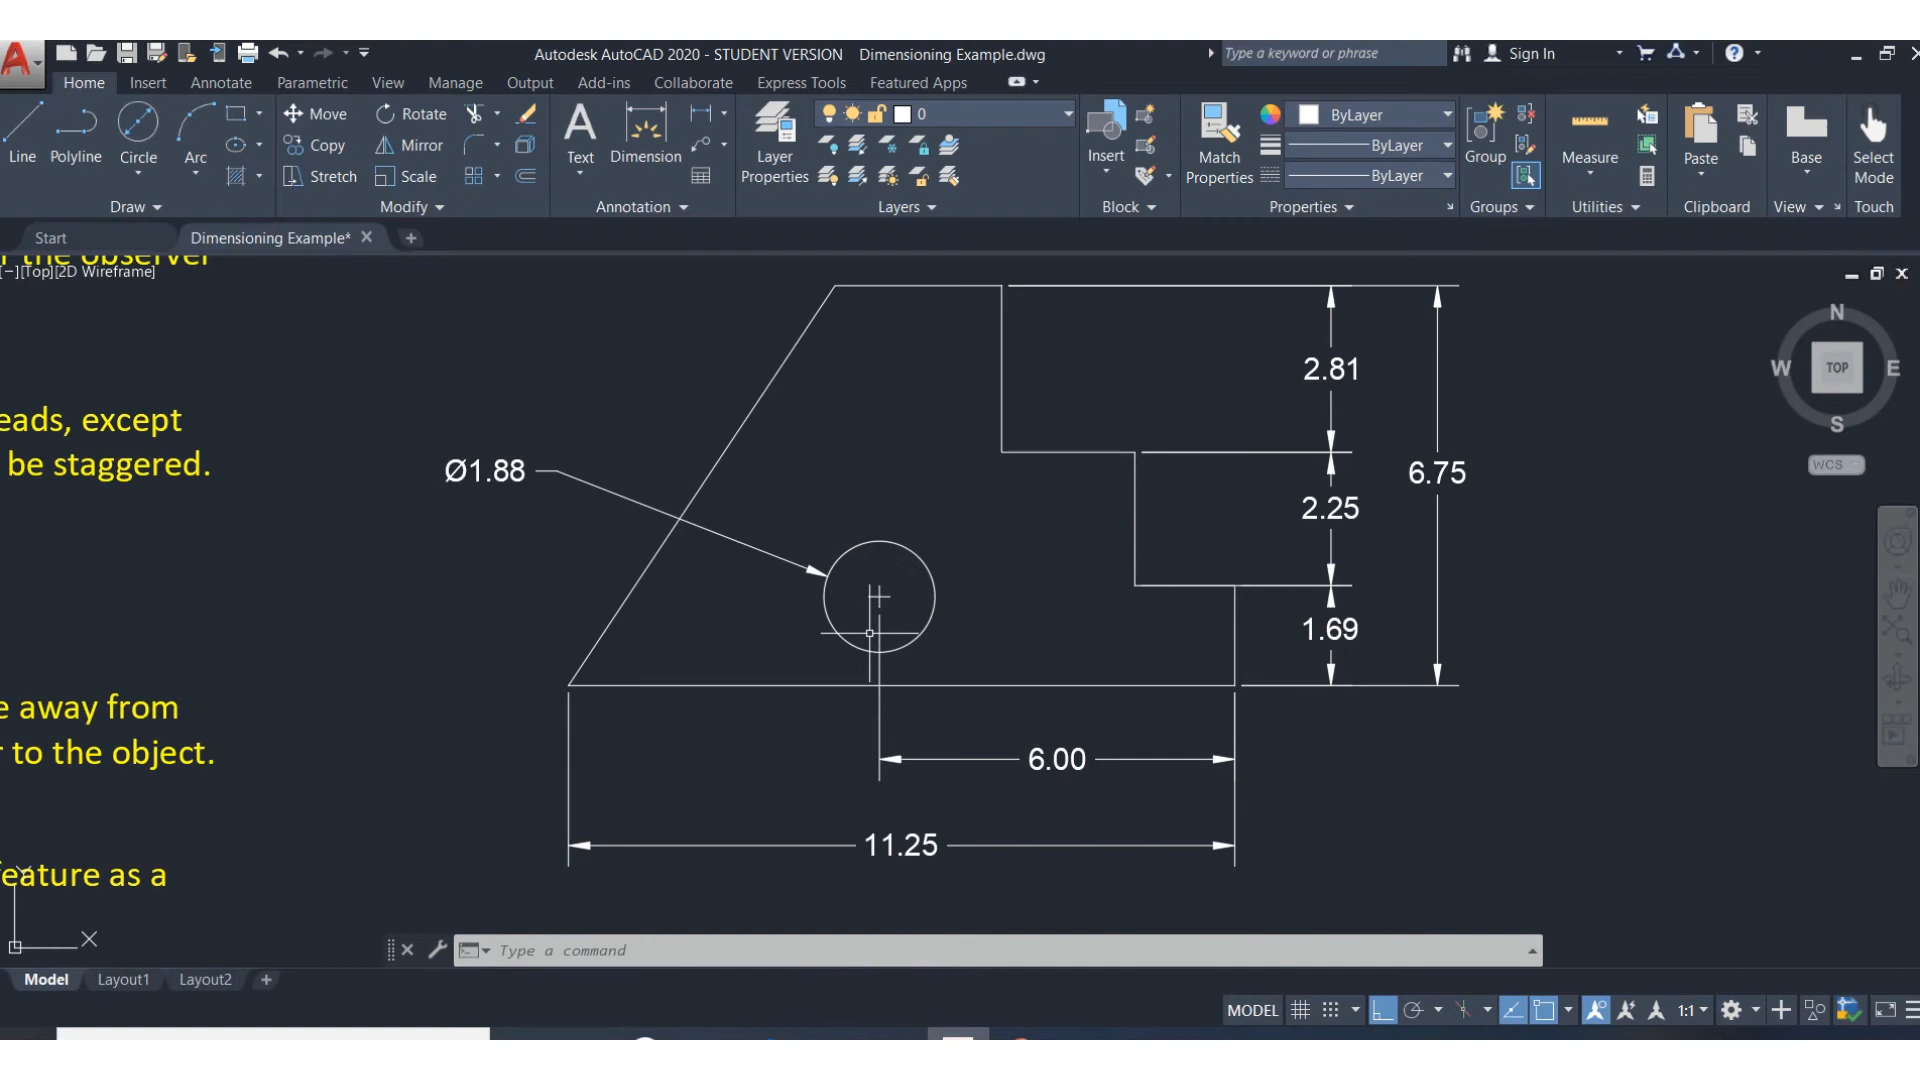 Autodesk AutoCAD 2020 - STUDENT VERSION Dimensioning Example.dwg
Type a keyword or phrase
Sign In
Home Insert Annotate Parametric View Manage Output Add-ins Collaborate Express Tools Featured Apps
Line Polyline Circle Arc
Move Rotate
Copy Mirror
Stretch Scale
Text Dimension
Layer Properties
0
Insert
Match Properties
ByLayer
ByLayer
ByLayer
Group
Measure
Paste
Base
Select Mode
Draw Modify Annotation Layers Block Properties Groups Utilities Clipboard View Touch
Start Dimensioning Example*
the observer
[−][Top][2D Wireframe]
N
W TOP E
S
WCS
2.81
eads, except
be staggered.
Ø1.88
6.75
2.25
1.69
e away from
r to the object.
6.00
11.25
eature as a
Y
X
Type a command
Model Layout1 Layout2
MODEL 1:1